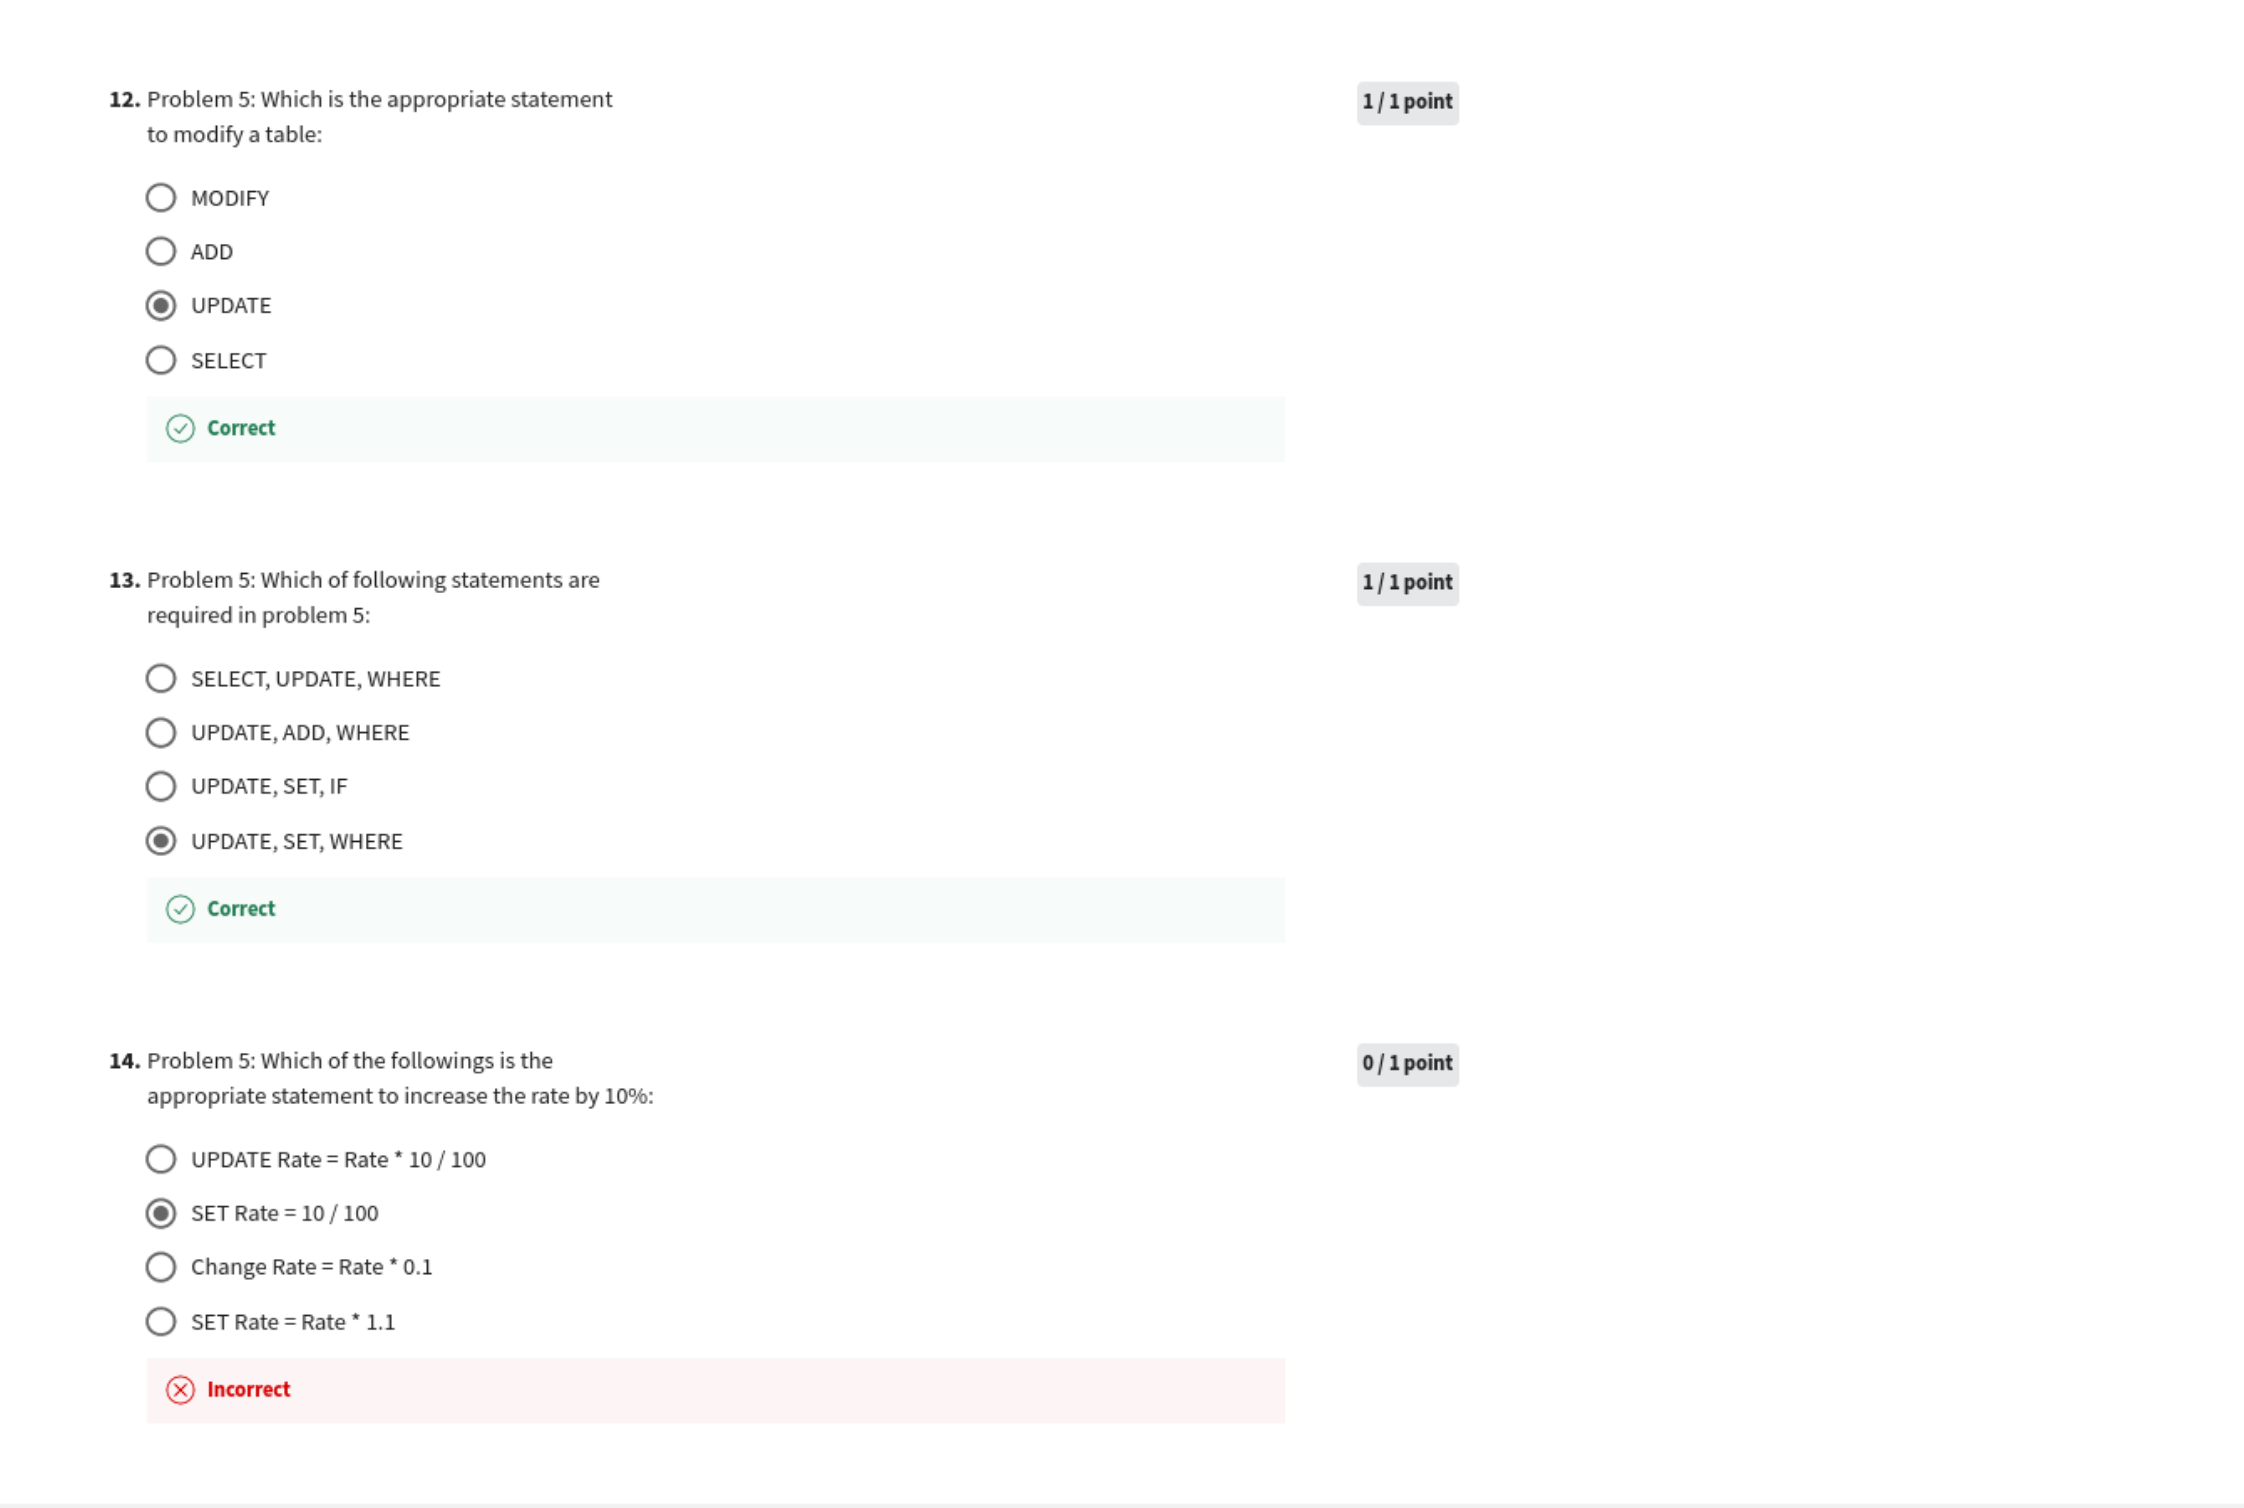 12. Problem 5: Which is the appropriate statement
1 / 1 point
to modify a table:
MODIFY
ADD
UPDATE
SELECT
Correct
13. Problem 5: Which of following statements are
1 / 1 point
required in problem 5:
SELECT, UPDATE, WHERE
UPDATE, ADD, WHERE
UPDATE, SET, IF
UPDATE, SET, WHERE
Correct
14. Problem 5: Which of the followings is the
0 / 1 point
appropriate statement to increase the rate by 10%:
UPDATE Rate = Rate * 10 / 100
SET Rate = 10 / 100
Change Rate = Rate * 0.1
SET Rate = Rate * 1.1
Incorrect